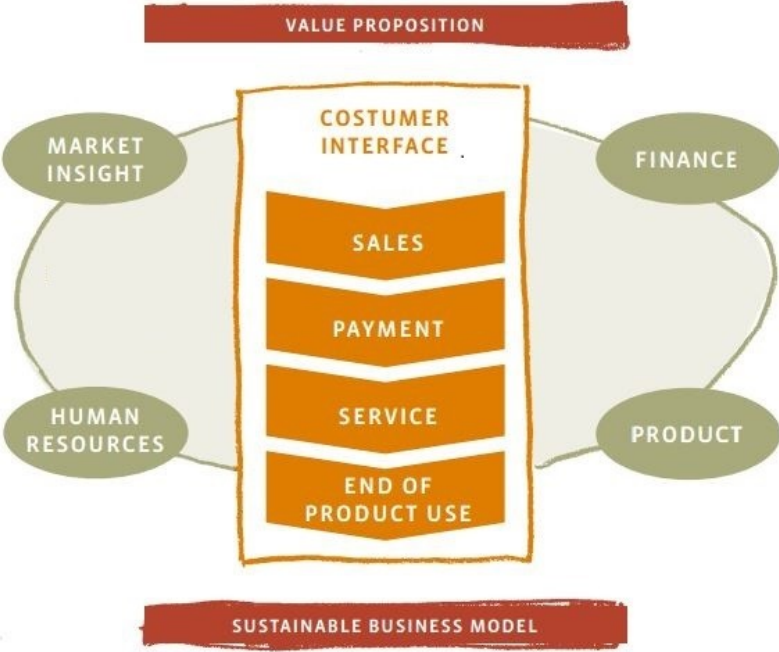 VALUE PROPOSITION
COSTUMER
INTERFACE
MARKET
INSIGHT
FINANCE
SALES
PAYMENT
SERVICE
HUMAN
RESOURCES
PRODUCT
END OF
PRODUCT USE
SUSTAINABLE BUSINESS MODEL